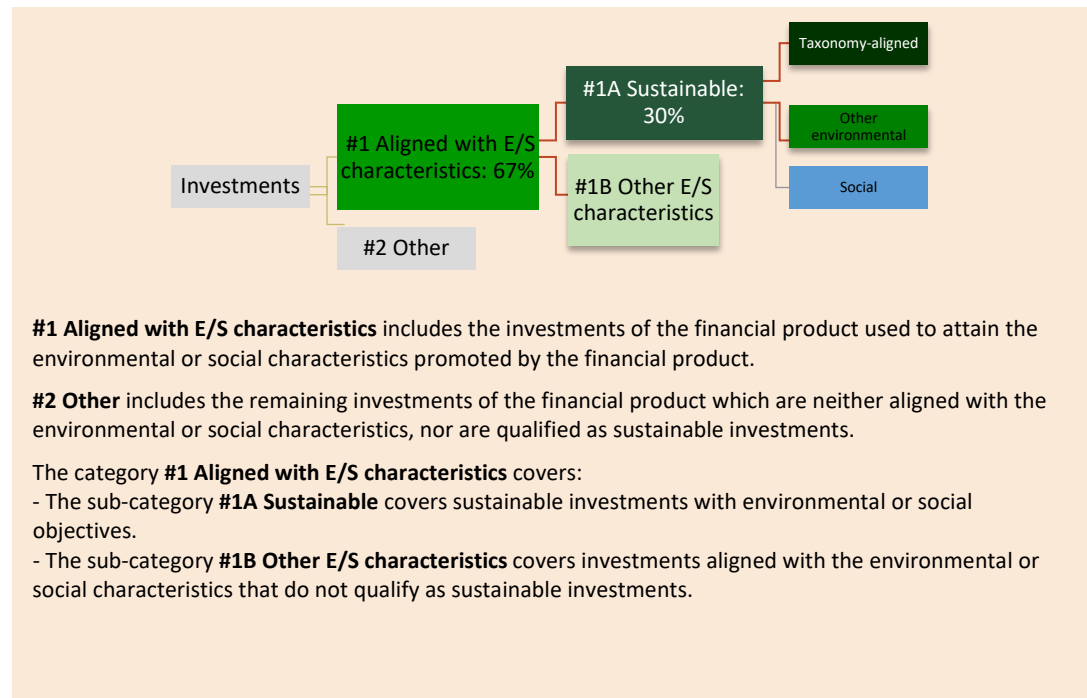 Taxonomy-aligned
#1A Sustainable:
30%
Other
environmental
#1 Aligned with E/S
characteristics: 67%
Investments
#1B Other E/S
characteristics
Social
#2 Other
#1 Aligned with E/S characteristics includes the investments of the financial product used to attain the
environmental or social characteristics promoted by the financial product.
#2 Other includes the remaining investments of the financial product which are neither aligned with the
environmental or social characteristics, nor are qualified as sustainable investments.
The category #1 Aligned with E/S characteristics covers:
- The sub-category #1A Sustainable covers sustainable investments with environmental or social
objectives.
- The sub-category #1B Other E/S characteristics covers investments aligned with the environmental or
social characteristics that do not qualify as sustainable investments.